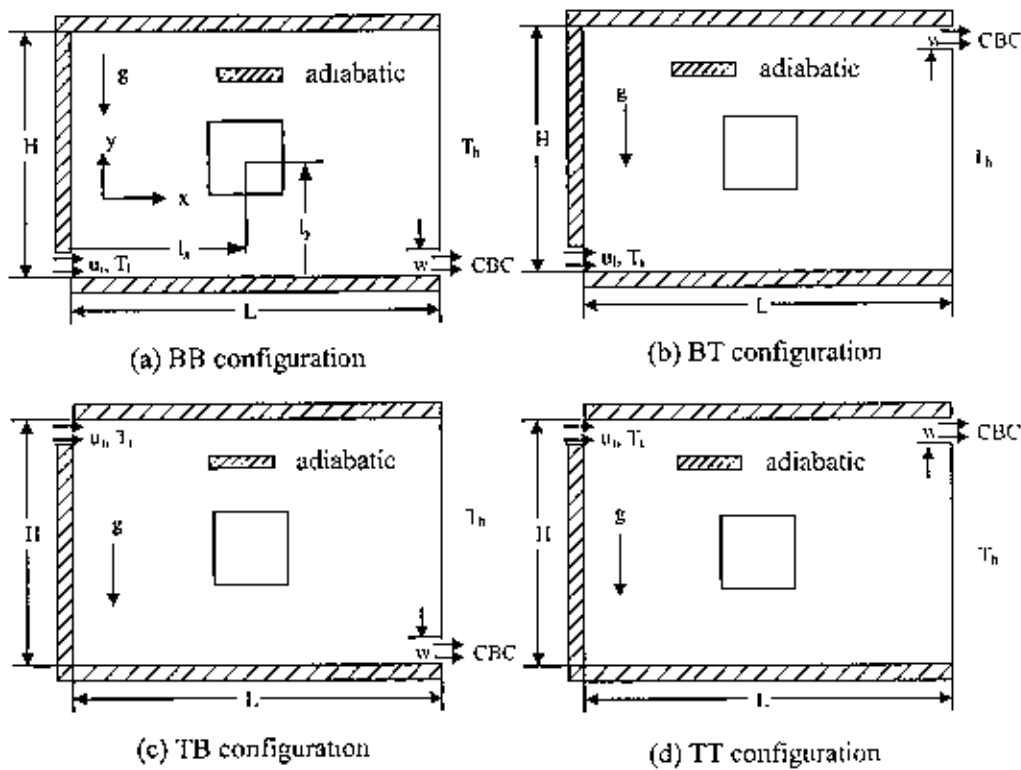 g
adiabatic
H
y
x
T_h
l_x
l_y
u_i, T_i
w
CBC
L
(a) BB configuration
w
CBC
adiabatic
g
H
T_h
u_i, T_i
L
(b) BT configuration
u_i, T_i
adiabatic
T_h
g
H
w
CBC
L
(c) TB configuration
u_i, T_i
w
CBC
adiabatic
g
H
T_h
L
(d) TT configuration